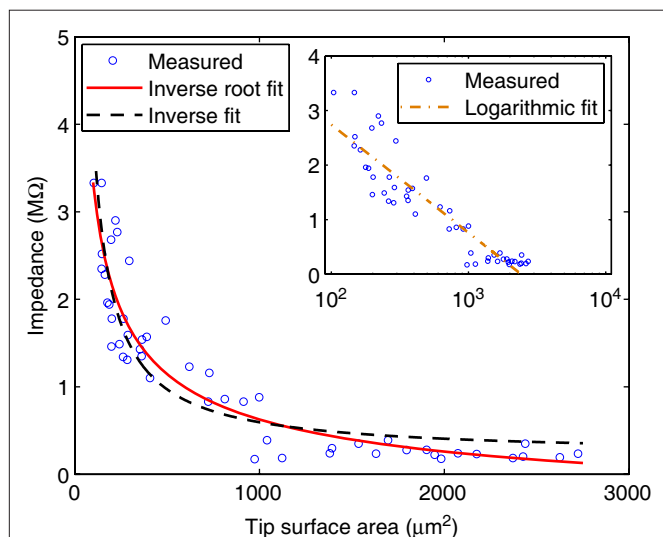 5
4
3
2
1
0
0
1000
2000
3000
Impedance (MΩ)
Tip surface area (μm²)
Measured
Inverse root fit
Inverse fit
4
3
2
1
0
10²
10³
10⁴
Measured
Logarithmic fit